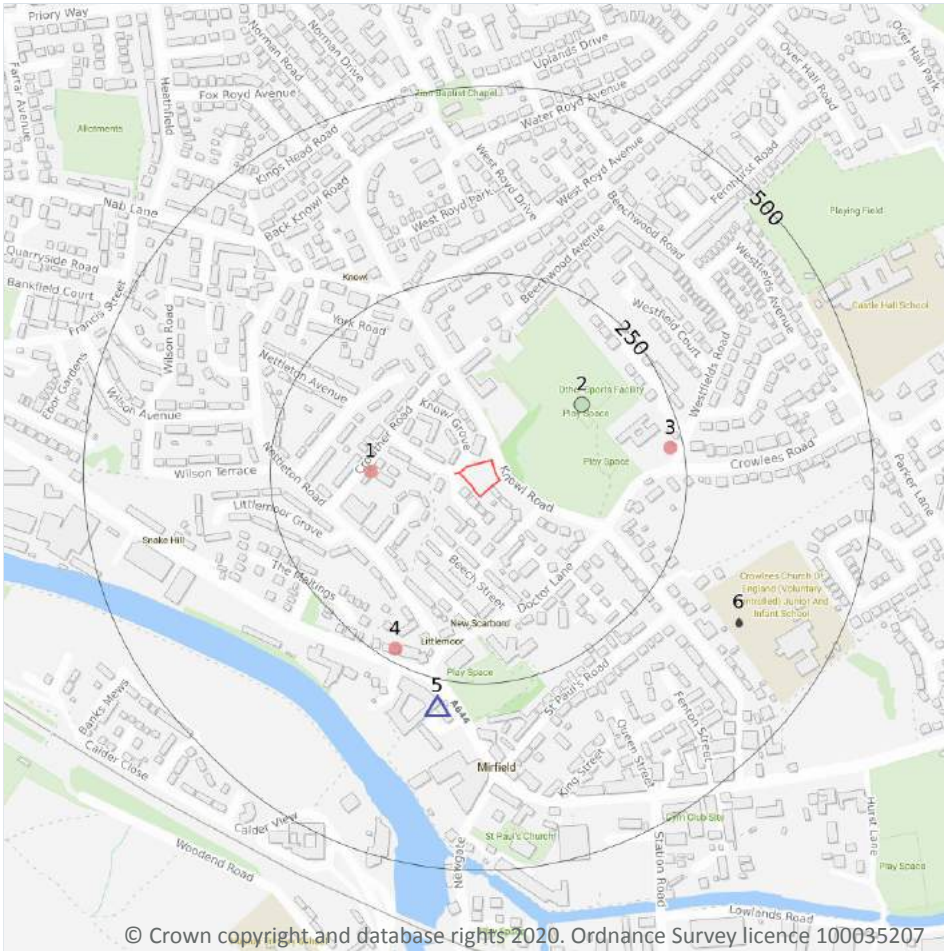 Priory Way
Farrar Avenue
Heathfield
Norman Road
Norman Drive
Uplands Drive
Over Hall Road
Over Hall Park
Fox Royd Avenue
Baptist Chapel
Water Royd Avenue
Allotments
Kings Head Road
West Royd Drive
West Royd Avenue
Fernhurst Road
Nab Lane
Back Knowl Road
West Royd Park
Beechwood Road
500
Playing Field
Quarryside Road
Bankfield Court
Francis Street
Knowl
Beechwood Avenue
Westfields Avenue
Castle Hall School
Wilson Road
York Road
Westfield Court
250
Nettleton Avenue
Ebor Gardens
Wilson Avenue
Knowl Grove
Crowther Road
2
Other Sports Facility
Play Space
Westfields Road
3
1
Wilson Terrace
Nettleton Road
Play Space
Crowlees Road
Knowl Road
Parker Lane
Littlemoor Grove
Snake Hill
The Maltings
Beech Street
Doctor Lane
Crowlees Church Of
England (Voluntary
Controlled) Junior And
Infant School
6
4
New Scarboro
Littlemoor
Play Space
5
A644
St Paul's Road
Banks Mews
Calder Close
Fenton Street
Queen Street
Mirfield
King Street
Calder View
St Paul's Church
Gym Club Site
Hurst Lane
Woodend Road
Newgate
Station Road
Play Space
Lowlands Road
© Crown copyright and database rights 2020. Ordnance Survey licence 100035207